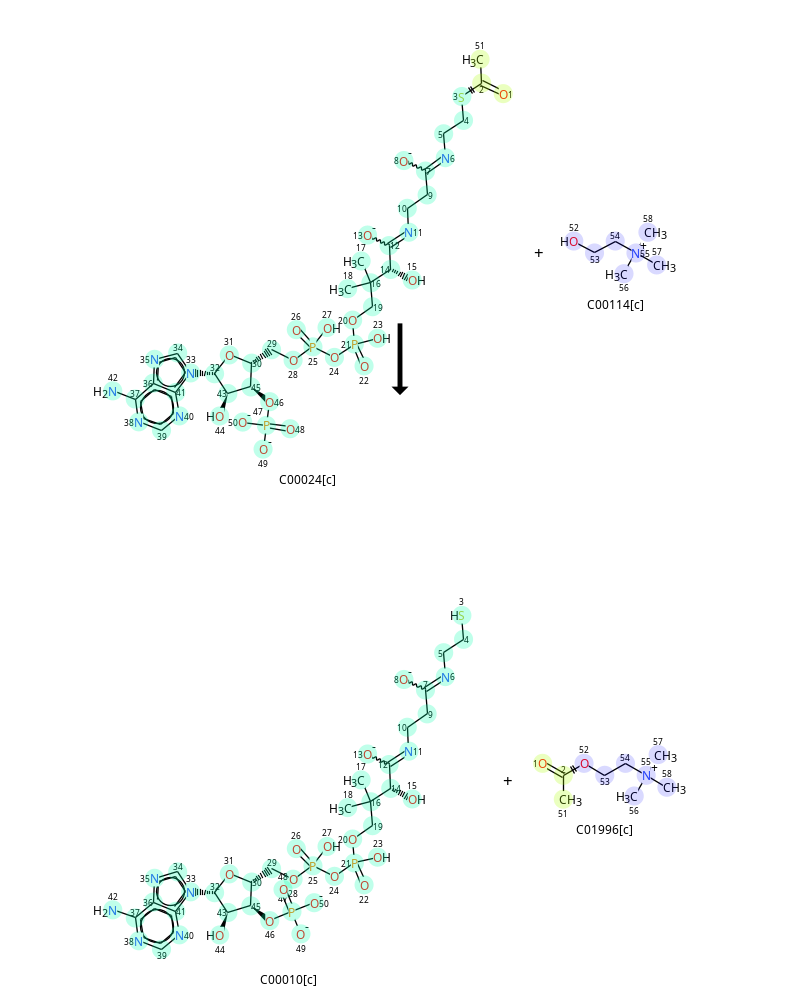 51
H₃C
3S 2 O1
4
5
8O⁻ N6
7
9
10
13O⁻ N11
12
17
H₃C 14 15
18 16 OH
H₃C
19
58
52 54 CH₃
HO + 57
+ 53 N55 CH₃
H₃C
56
C00114[c]
26 27 20O 23
O OH 21P OH
31 29 P
34 O 30 O 25 O O
35N 33 28 24 22
42 36 N 32
H₂N 37 41 43 45 O46
38N N40 HO 47
39 44 50O⁻ P O48
O⁻
49
C00024[c]
3
HS
4
5
8O⁻ 7 N6
9
10
13O⁻ N11
12
17
H₃C 14 15
18 16 OH
H₃C
19
57
54 CH₃
1O 52 55 +
2 O N 58
+ 53 CH₃
CH₃ H₃C
51 56
C01996[c]
26 27 20O 23
O OH 21P OH
31 29 P
34 O 30 48 O 25 O O
35N 33 O 28 24 22
42 36 N 32 O⁻50
H₂N 37 41 43 45 P
38N N40 HO O O⁻
39 44 46 49
C00010[c]